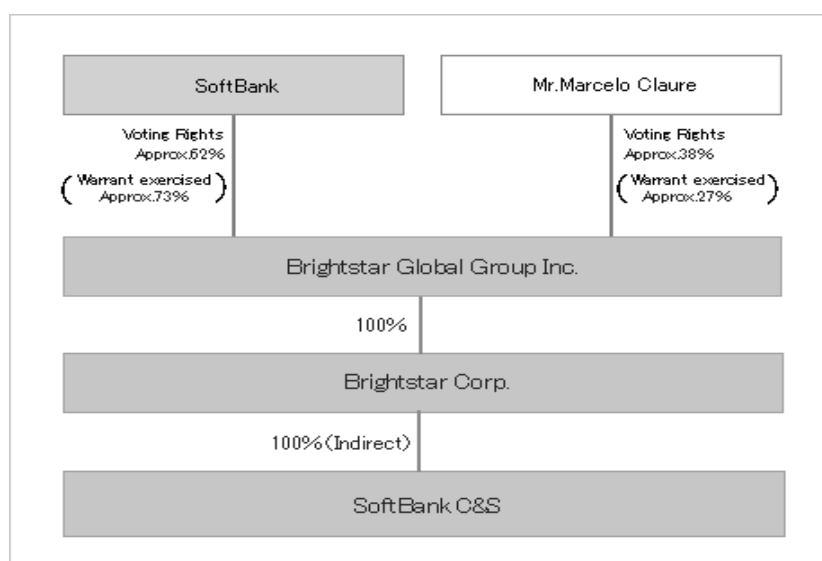 SoftBank
Mr.Marcelo Claure
Voting Rights
Approx.62%
(Warrant exercised
Approx.73%)
Voting Rights
Approx.38%
(Warrant exercised
Approx.27%)
Brightstar Global Group Inc.
100%
Brightstar Corp.
100%(Indirect)
SoftBank C&S